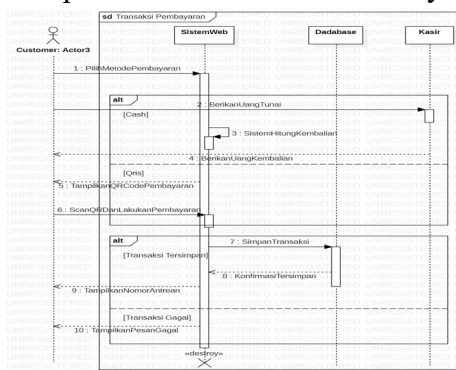 sd Transaksi Pembayaran
SistemWeb
Dadabase
Kasir
Customer: Actor3
1 : PilihMetodePembayaran
alt
2 : BerikanUangTunai
[Cash]
3 : SistemHitungKembalian
4 : BerikanUangKembalian
[Qris]
5 : TampilkanQRCodePembayaran
6 : ScanQRDanLakukanPembayaran
alt
7 : SimpanTransaksi
[Transaksi Tersimpan]
8 : KonfirmasiTersimpan
9 : TampilkanNomorAntrean
[Transaksi Gagal]
10 : TampilkanPesanGagal
«destroy»